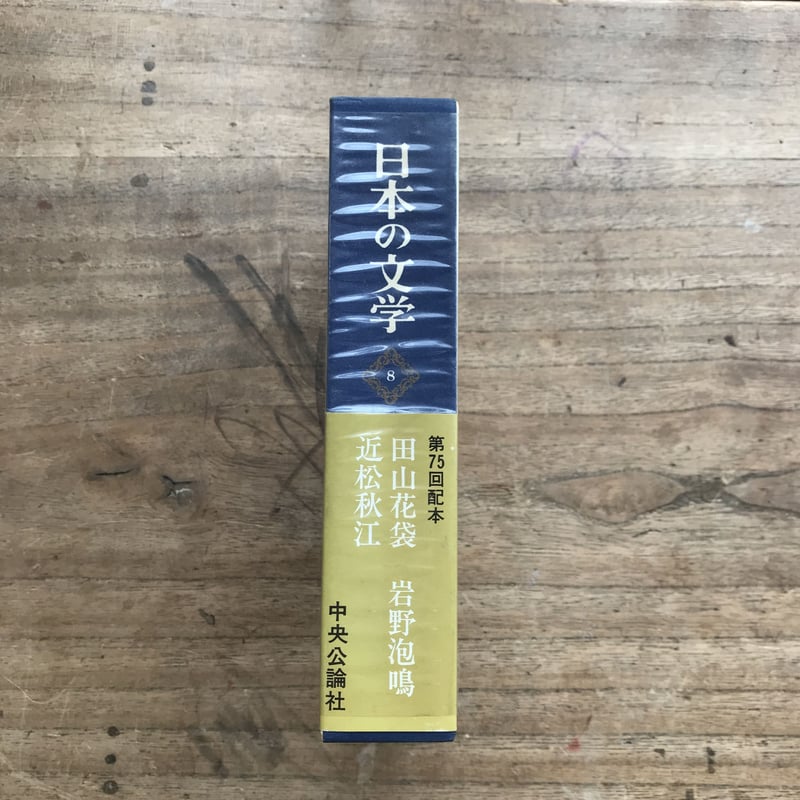 日本の文学
8
第75回配本
田山花袋 岩野泡鳴
近松秋江
中央公論社